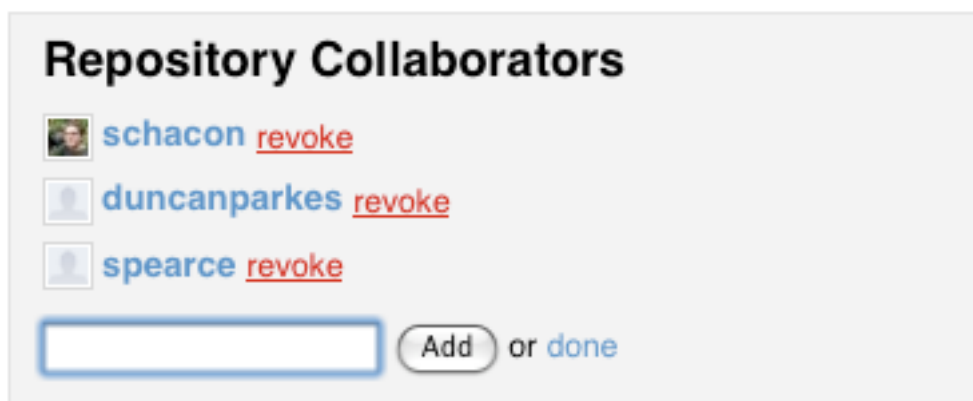 Repository Collaborators
schacon revoke
duncanparkes revoke
spearce revoke
Add or done